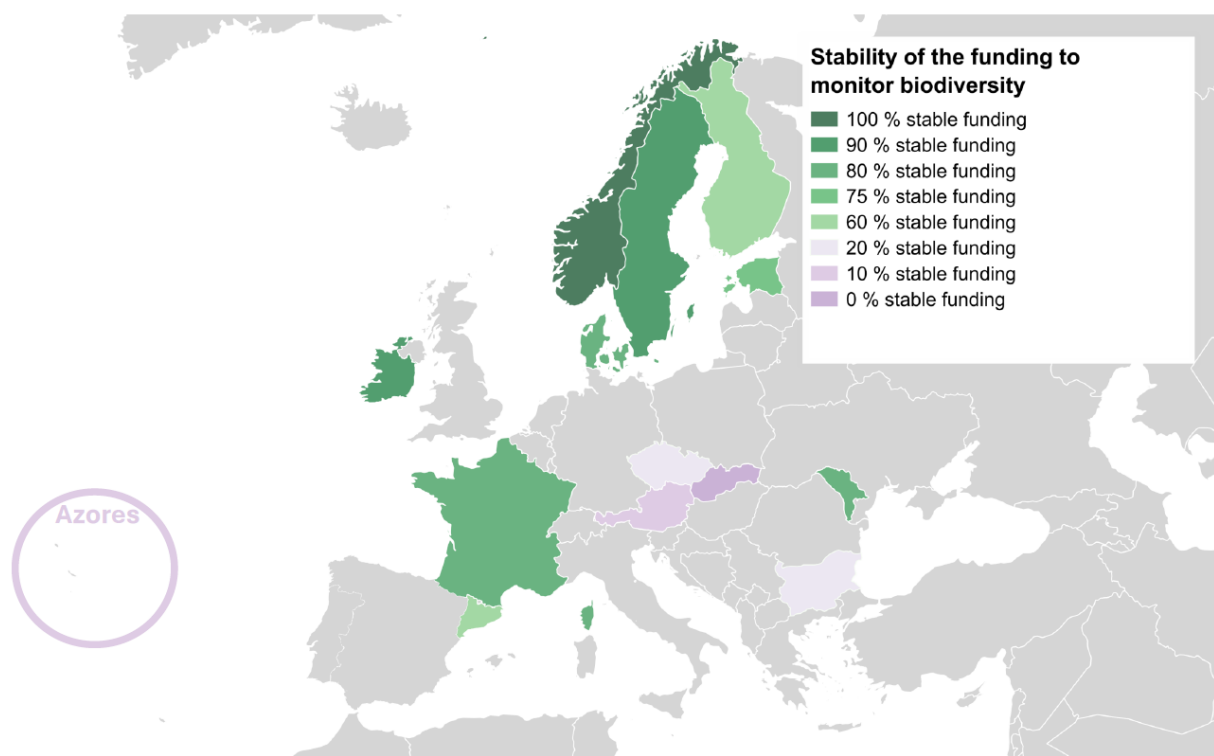 Stability of the funding to
monitor biodiversity
100 % stable funding
90 % stable funding
80 % stable funding
75 % stable funding
60 % stable funding
20 % stable funding
10 % stable funding
0 % stable funding
Azores